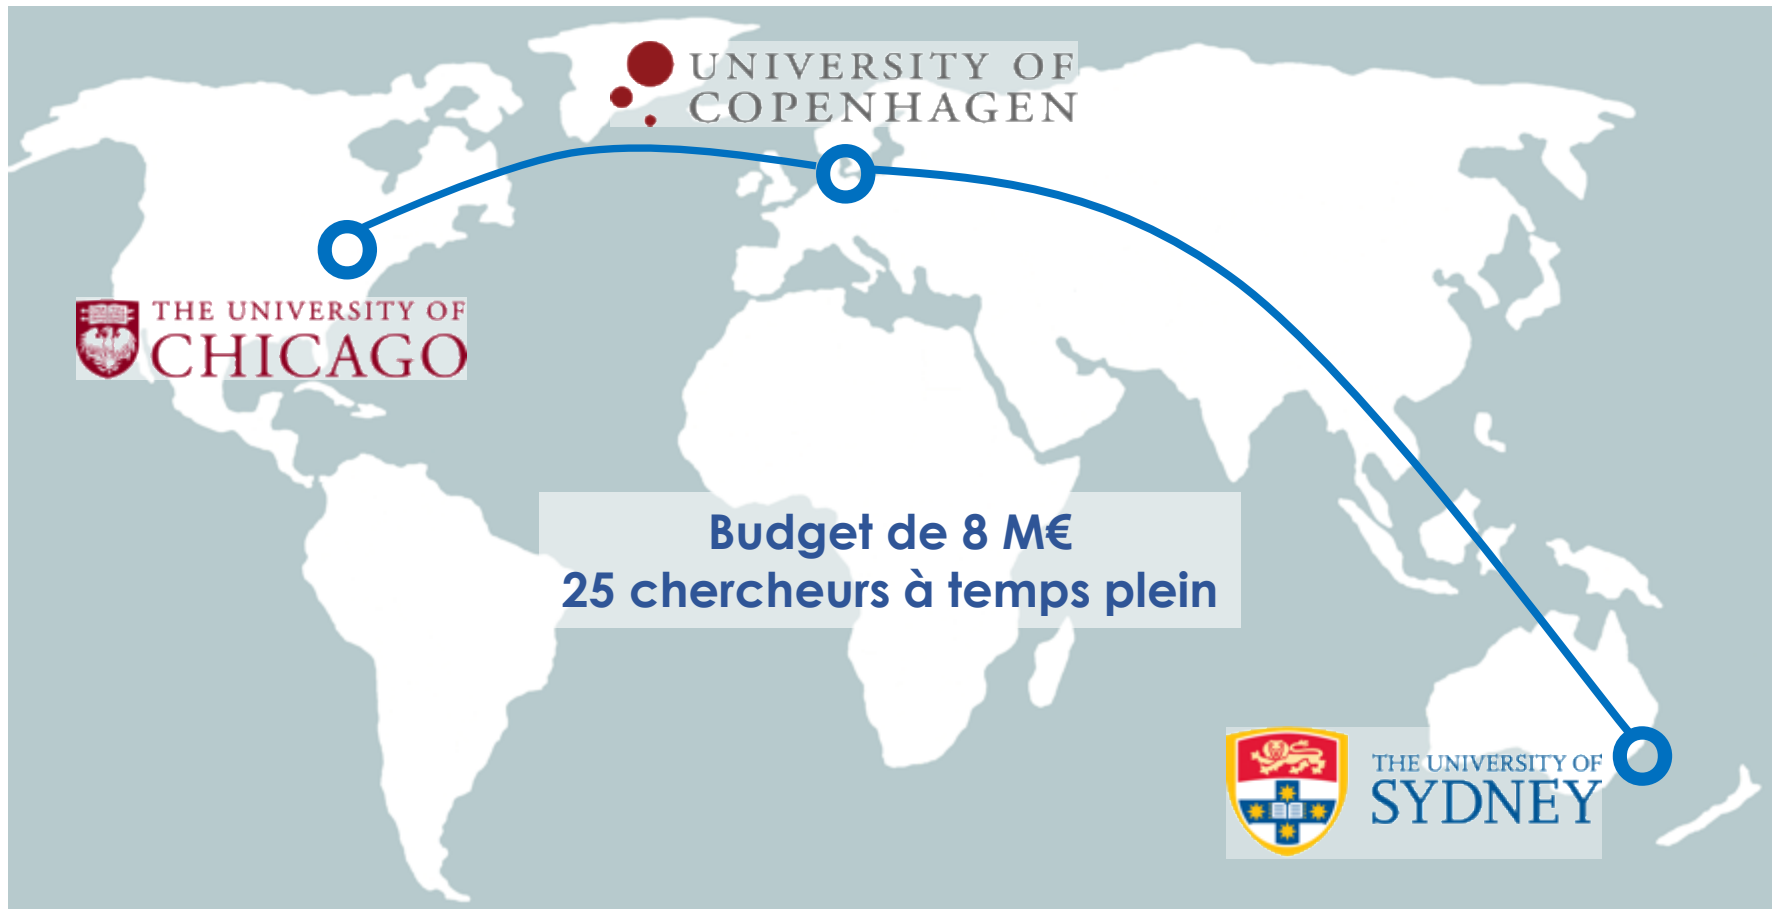 UNIVERSITY OF
COPENHAGEN
THE UNIVERSITY OF
CHICAGO
Budget de 8 M€
25 chercheurs à temps plein
THE UNIVERSITY OF
SYDNEY